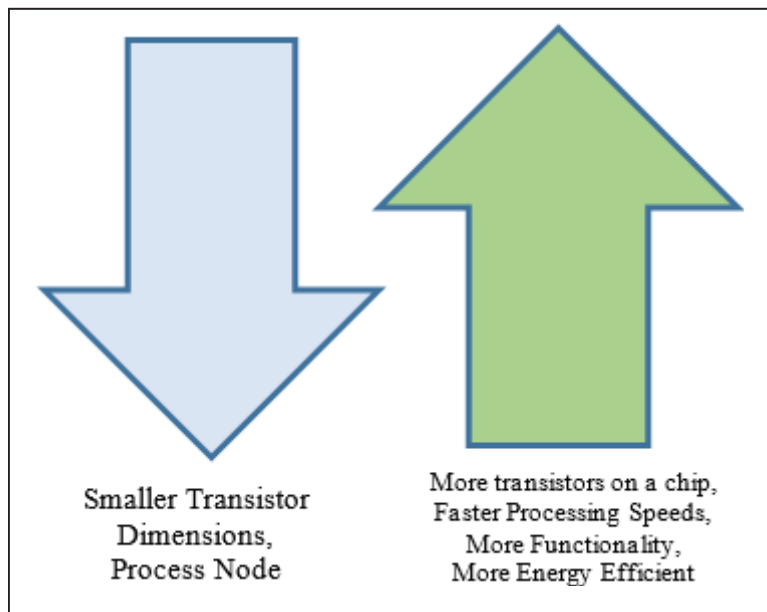 Smaller Transistor
Dimensions,
Process Node
More transistors on a chip,
Faster Processing Speeds,
More Functionality,
More Energy Efficient